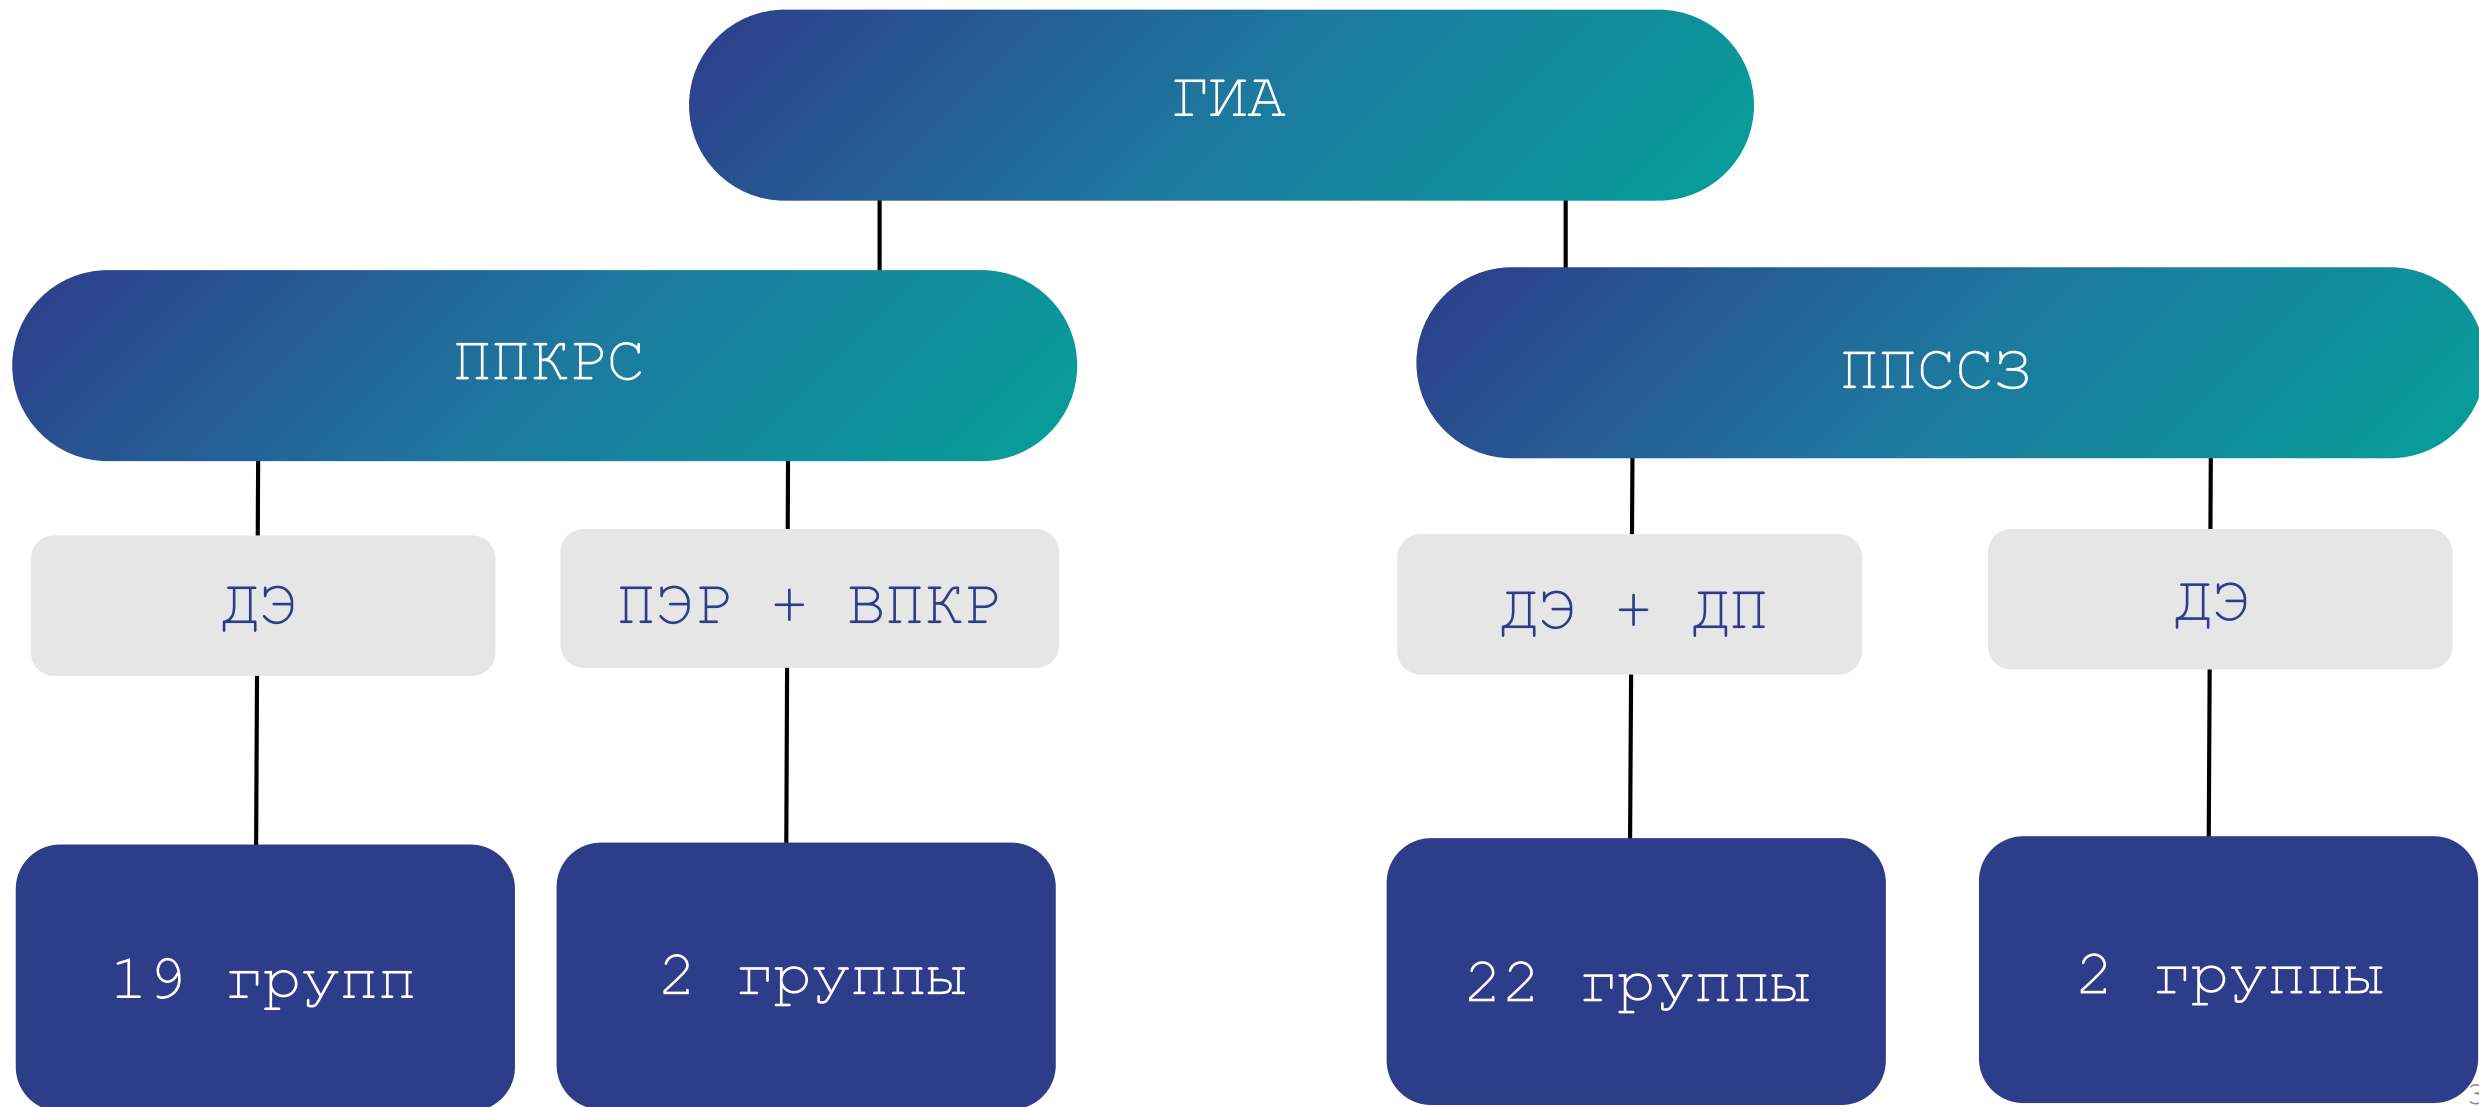 ГИА
ППКРС
ППССЗ
ДЭ
ПЭР + ВПКР
ДЭ + ДП
ДЭ
19 групп
2 группы
22 группы
2 группы